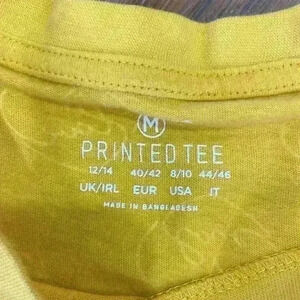 M
PRINTED TEE
12/14 40/42 8/10 44/46
UK/IRL EUR USA IT
MADE IN BANGLADESH